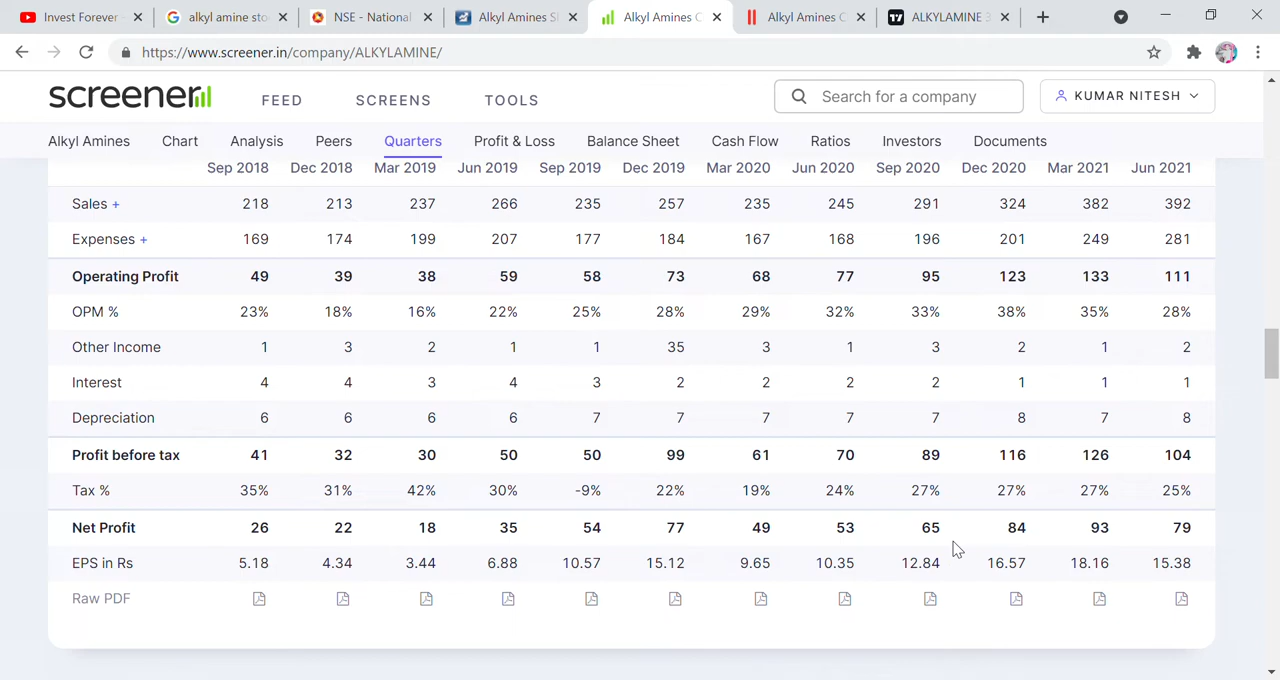 Invest Forever
alkyl amine sto
NSE - National
Alkyl Amines S
Alkyl Amines C
Alkyl Amines C
ALKYLAMINE 3
https://www.screener.in/company/ALKYLAMINE/
screener
FEED
SCREENS
TOOLS
Search for a company
KUMAR NITESH
Alkyl Amines Chart Analysis Peers Quarters Profit & Loss Balance Sheet Cash Flow Ratios Investors Documents
Sep 2018 Dec 2018 Mar 2019 Jun 2019 Sep 2019 Dec 2019 Mar 2020 Jun 2020 Sep 2020 Dec 2020 Mar 2021 Jun 2021
Sales + 218 213 237 266 235 257 235 245 291 324 382 392
Expenses + 169 174 199 207 177 184 167 168 196 201 249 281
Operating Profit 49 39 38 59 58 73 68 77 95 123 133 111
OPM % 23% 18% 16% 22% 25% 28% 29% 32% 33% 38% 35% 28%
Other Income 1 3 2 1 1 35 3 1 3 2 1 2
Interest 4 4 3 4 3 2 2 2 2 1 1 1
Depreciation 6 6 6 6 7 7 7 7 7 8 7 8
Profit before tax 41 32 30 50 50 99 61 70 89 116 126 104
Tax % 35% 31% 42% 30% -9% 22% 19% 24% 27% 27% 27% 25%
Net Profit 26 22 18 35 54 77 49 53 65 84 93 79
EPS in Rs 5.18 4.34 3.44 6.88 10.57 15.12 9.65 10.35 12.84 16.57 18.16 15.38
Raw PDF